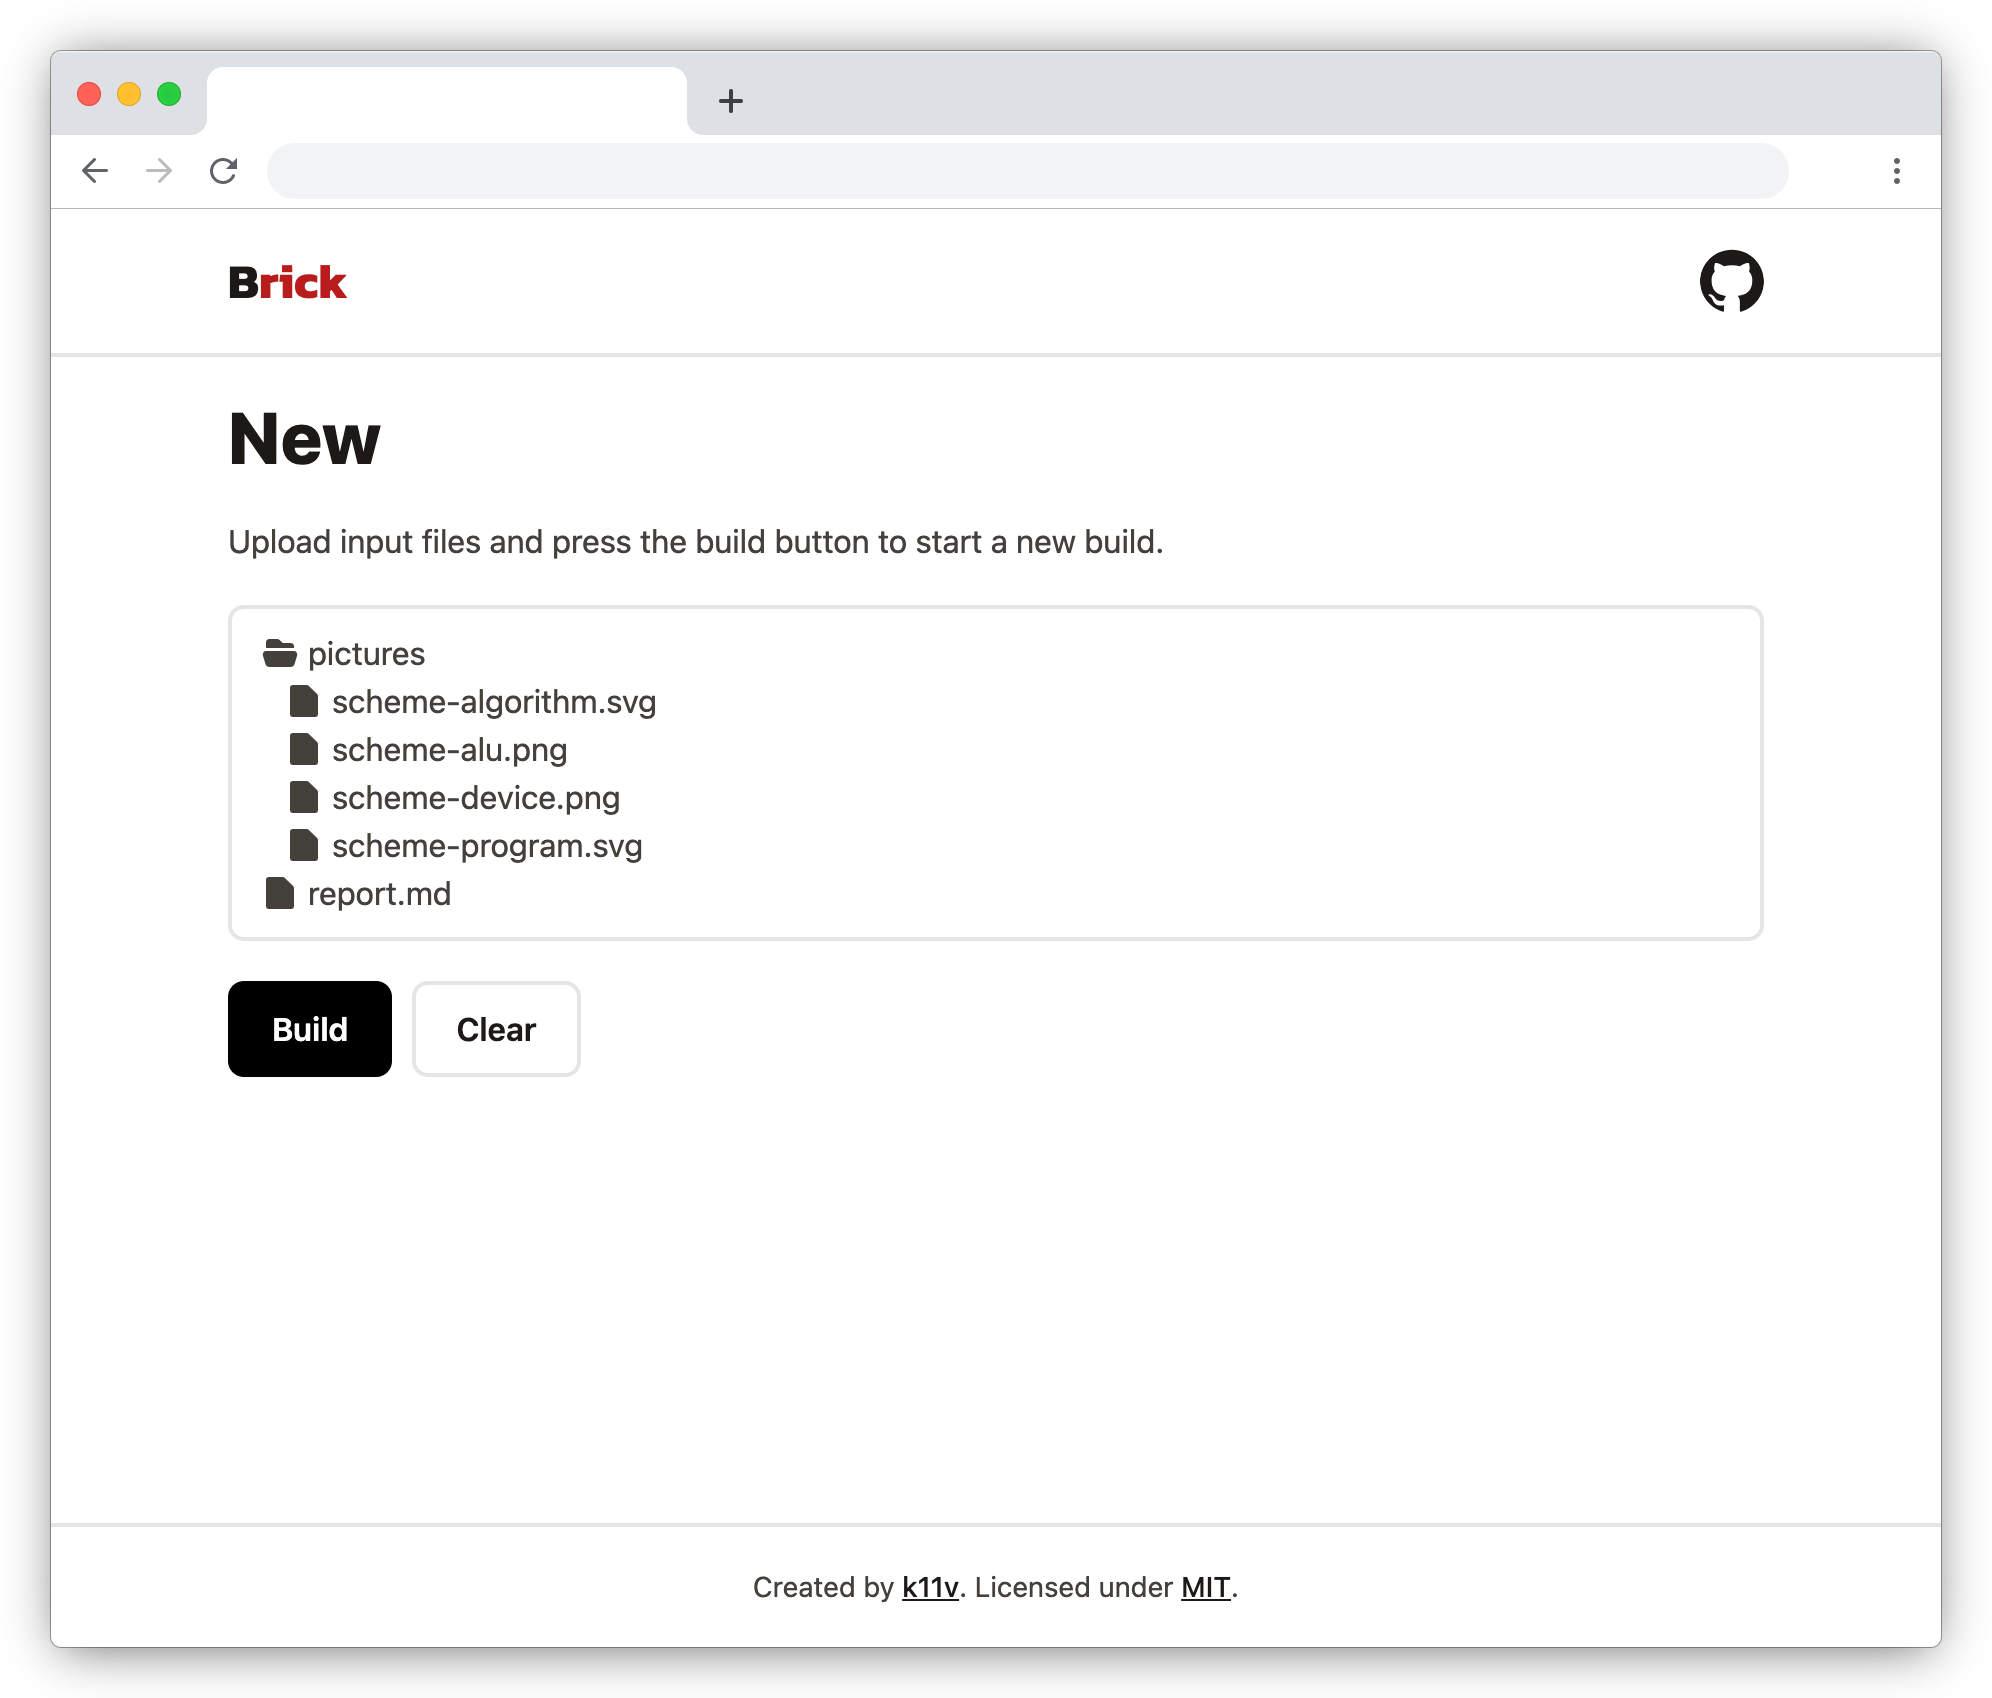 Brick
New
Upload input files and press the build button to start a new build.
pictures
scheme-algorithm.svg
scheme-alu.png
scheme-device.png
scheme-program.svg
report.md
Build
Clear
Created by k11v. Licensed under MIT.